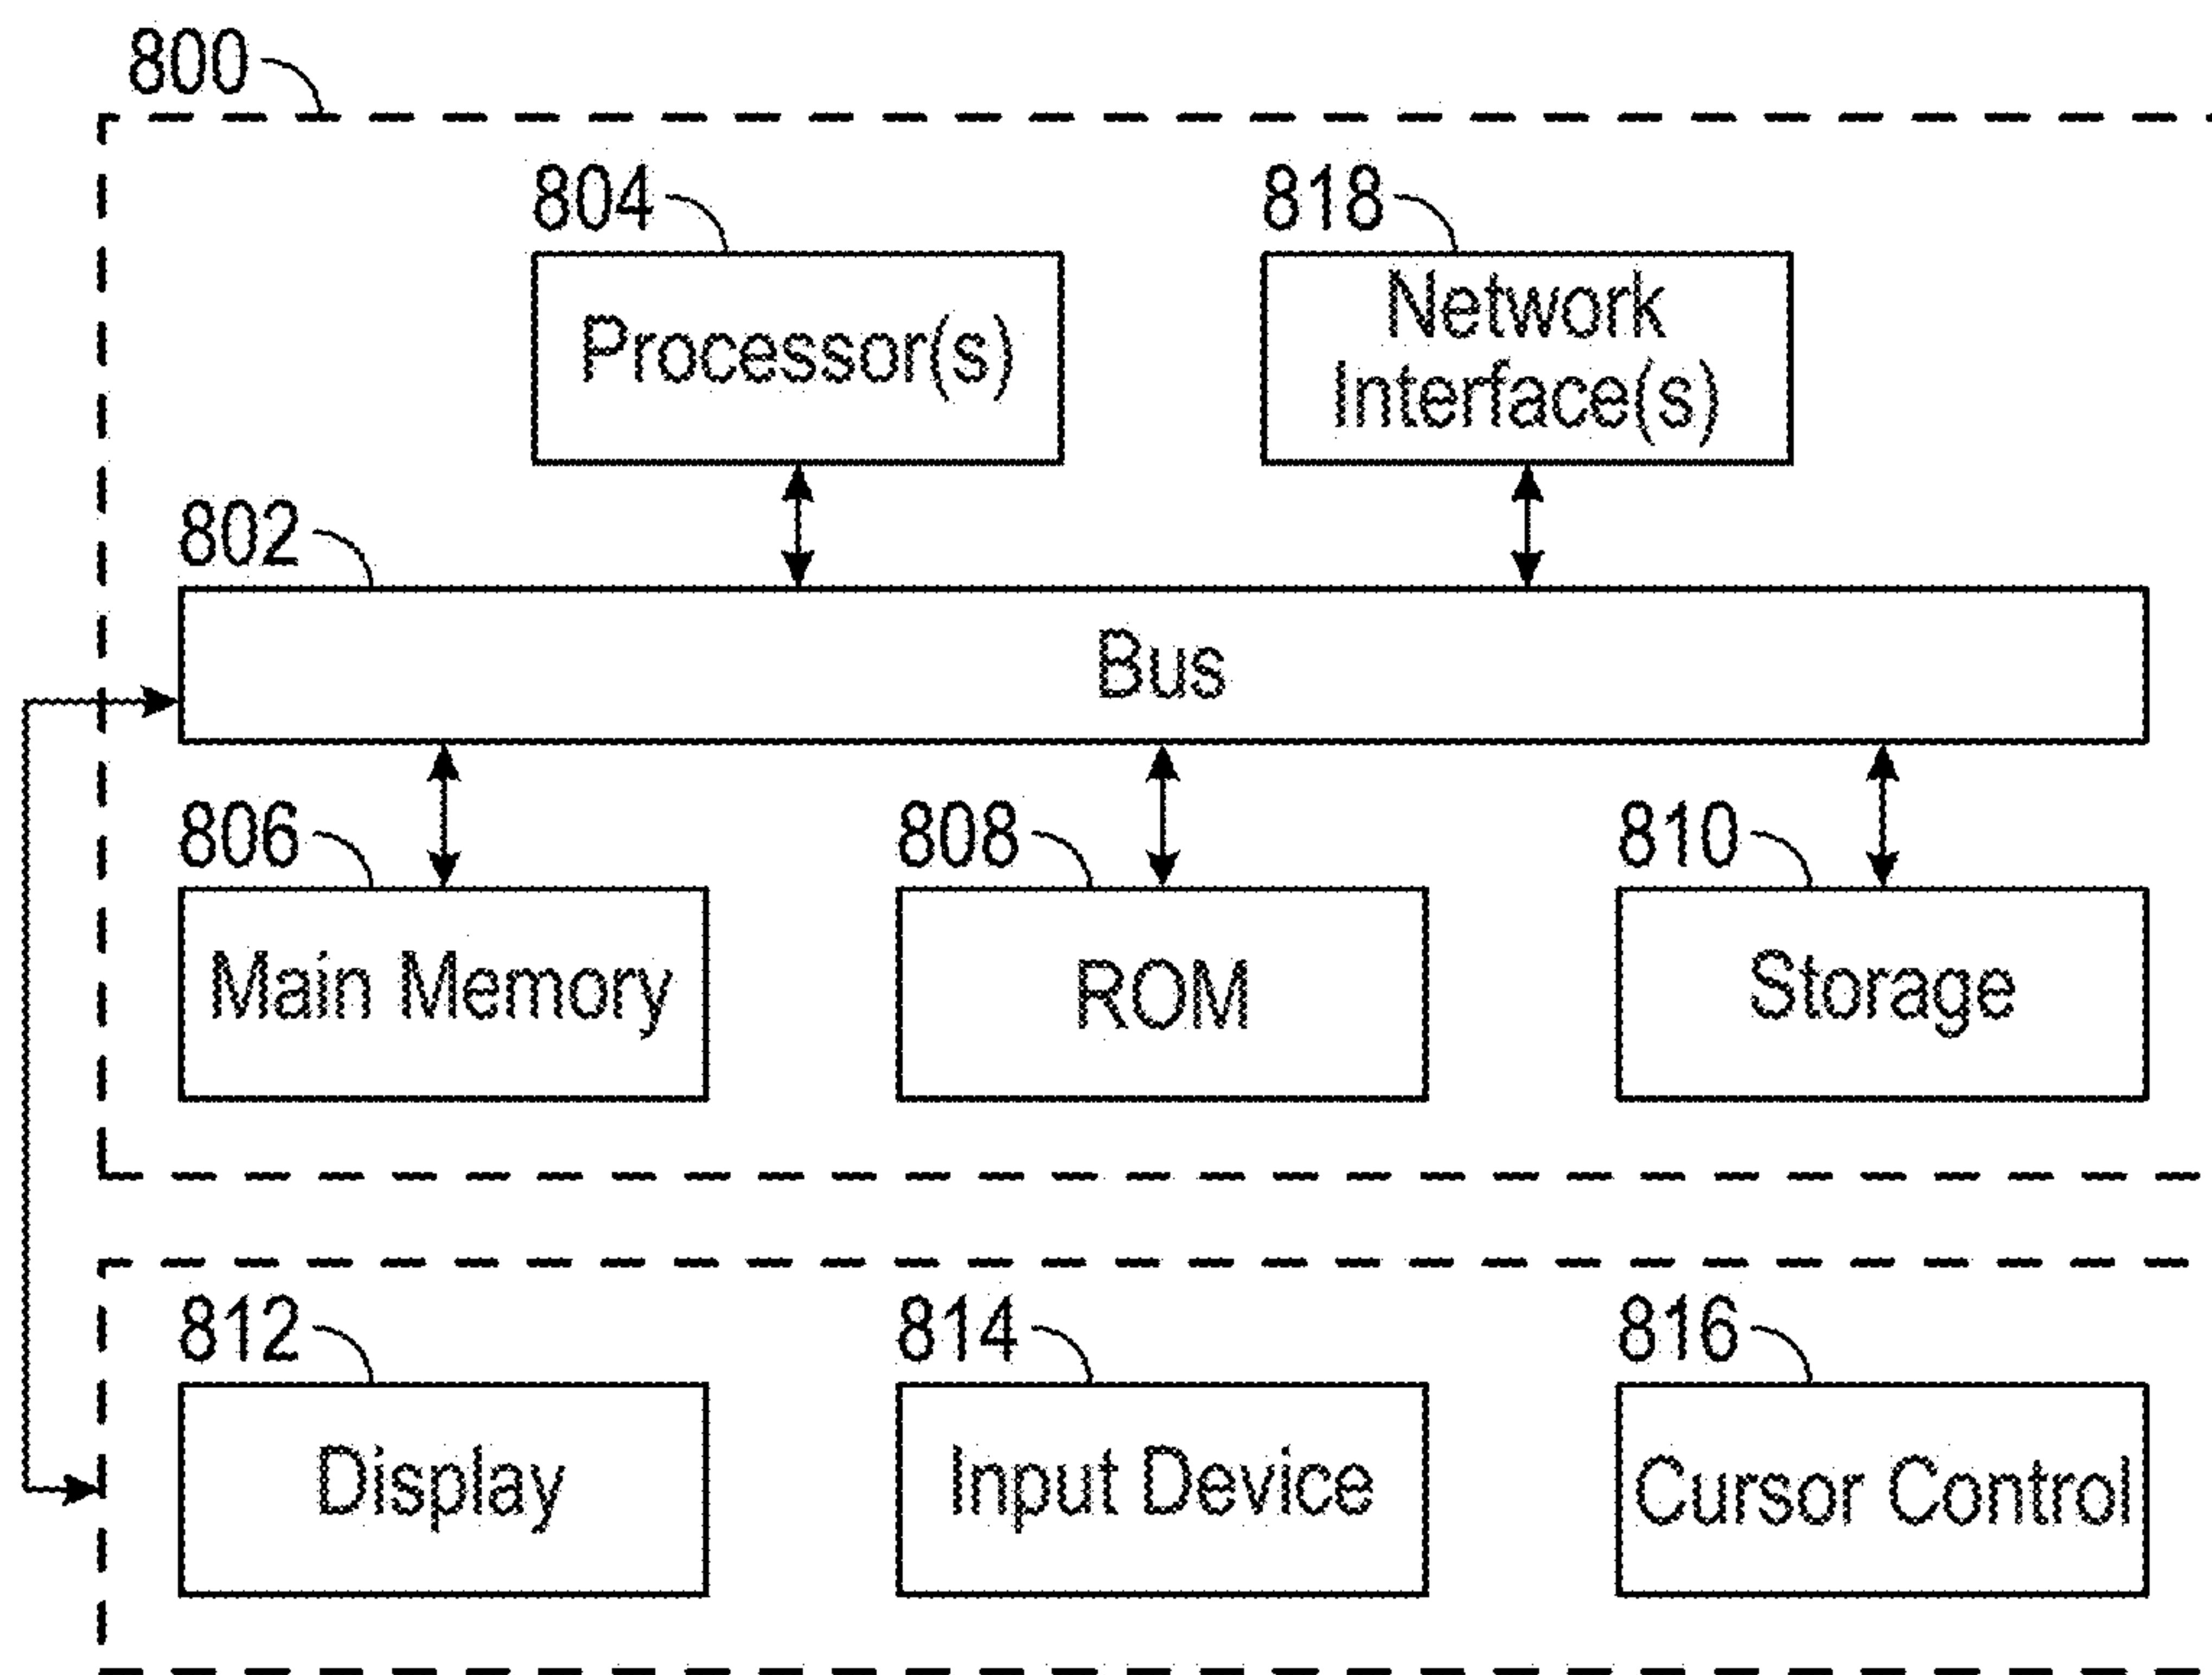 800
804
818
Processor(s)
Network
Interface(s)
802
Bus
806
808
810
Main Memory
ROM
Storage
812
814
816
Display
Input Device
Cursor Control